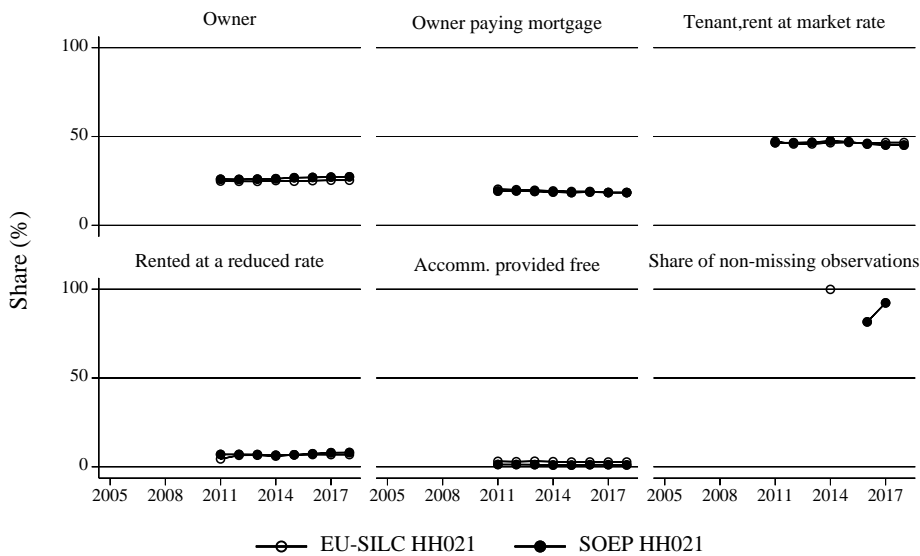 Owner
Owner paying mortgage
Tenant,rent at market rate
100
50
0
Share (%)
Rented at a reduced rate
Accomm. provided free
Share of non-missing observations
100
50
0
2005 2008 2011 2014 2017 2005 2008 2011 2014 2017 2005 2008 2011 2014 2017
EU-SILC HH021 SOEP HH021